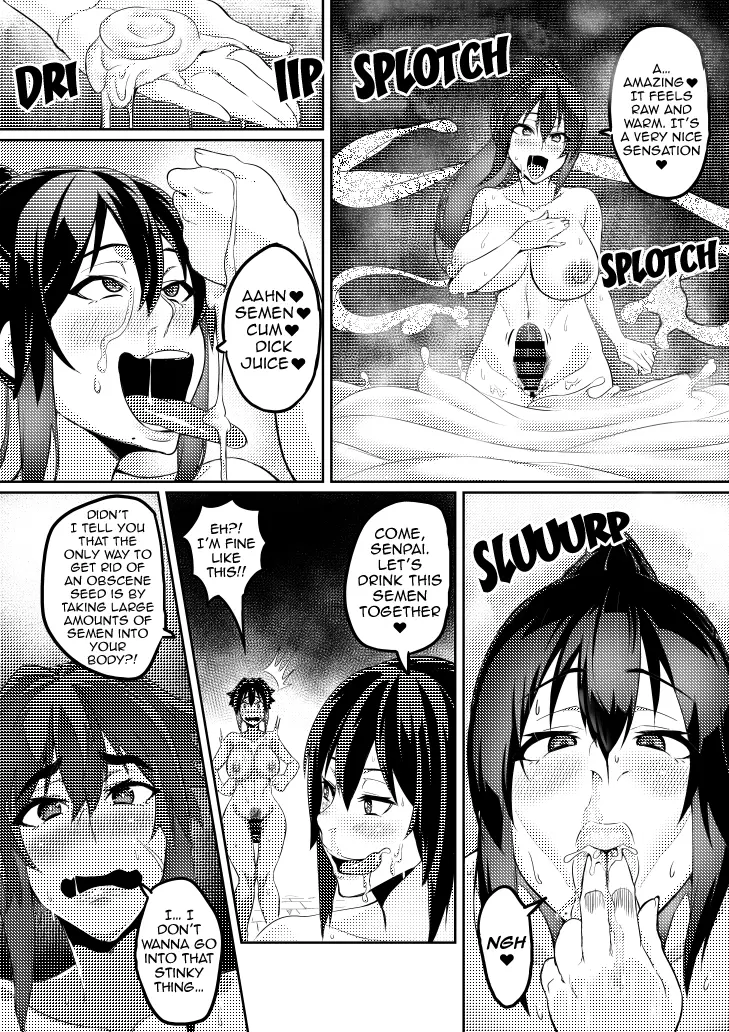 SPLOTCH
A...
AMAZING♥
IT FEELS
RAW AND
WARM. IT'S
A VERY NICE
SENSATION
♥
SPLOTCH
DRI
IIP
AAHN♥
SEMEN♥
CUM♥
DICK
JUICE♥
SLUUURP
NGH
♥
COME,
SENPAI.
LET'S
DRINK THIS
SEMEN
TOGETHER
♥
EH?!
I'M FINE
LIKE
THIS!!
DIDN'T
I TELL YOU
THAT THE
ONLY WAY TO
GET RID OF
AN OBSCENE
SEED IS BY
TAKING LARGE
AMOUNTS OF
SEMEN INTO
YOUR
BODY?!
I... I
DON'T
WANNA GO
INTO THAT
STINKY
THING...